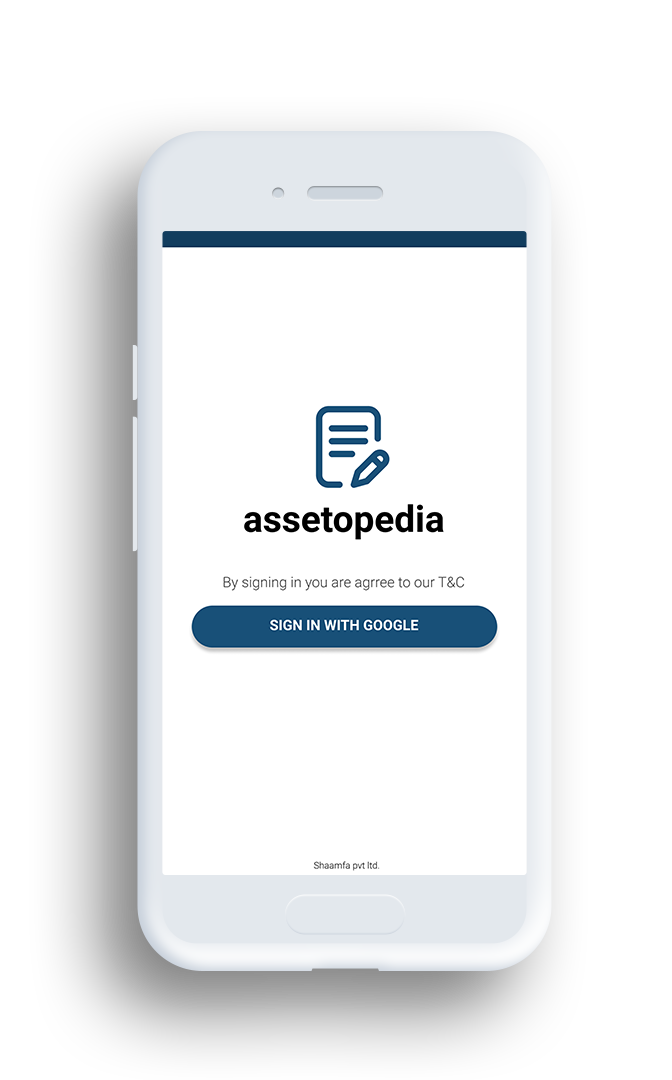 assetopedia
By signing in you are agrree to our T&C
SIGN IN WITH GOOGLE
Shaamfa pvt ltd.